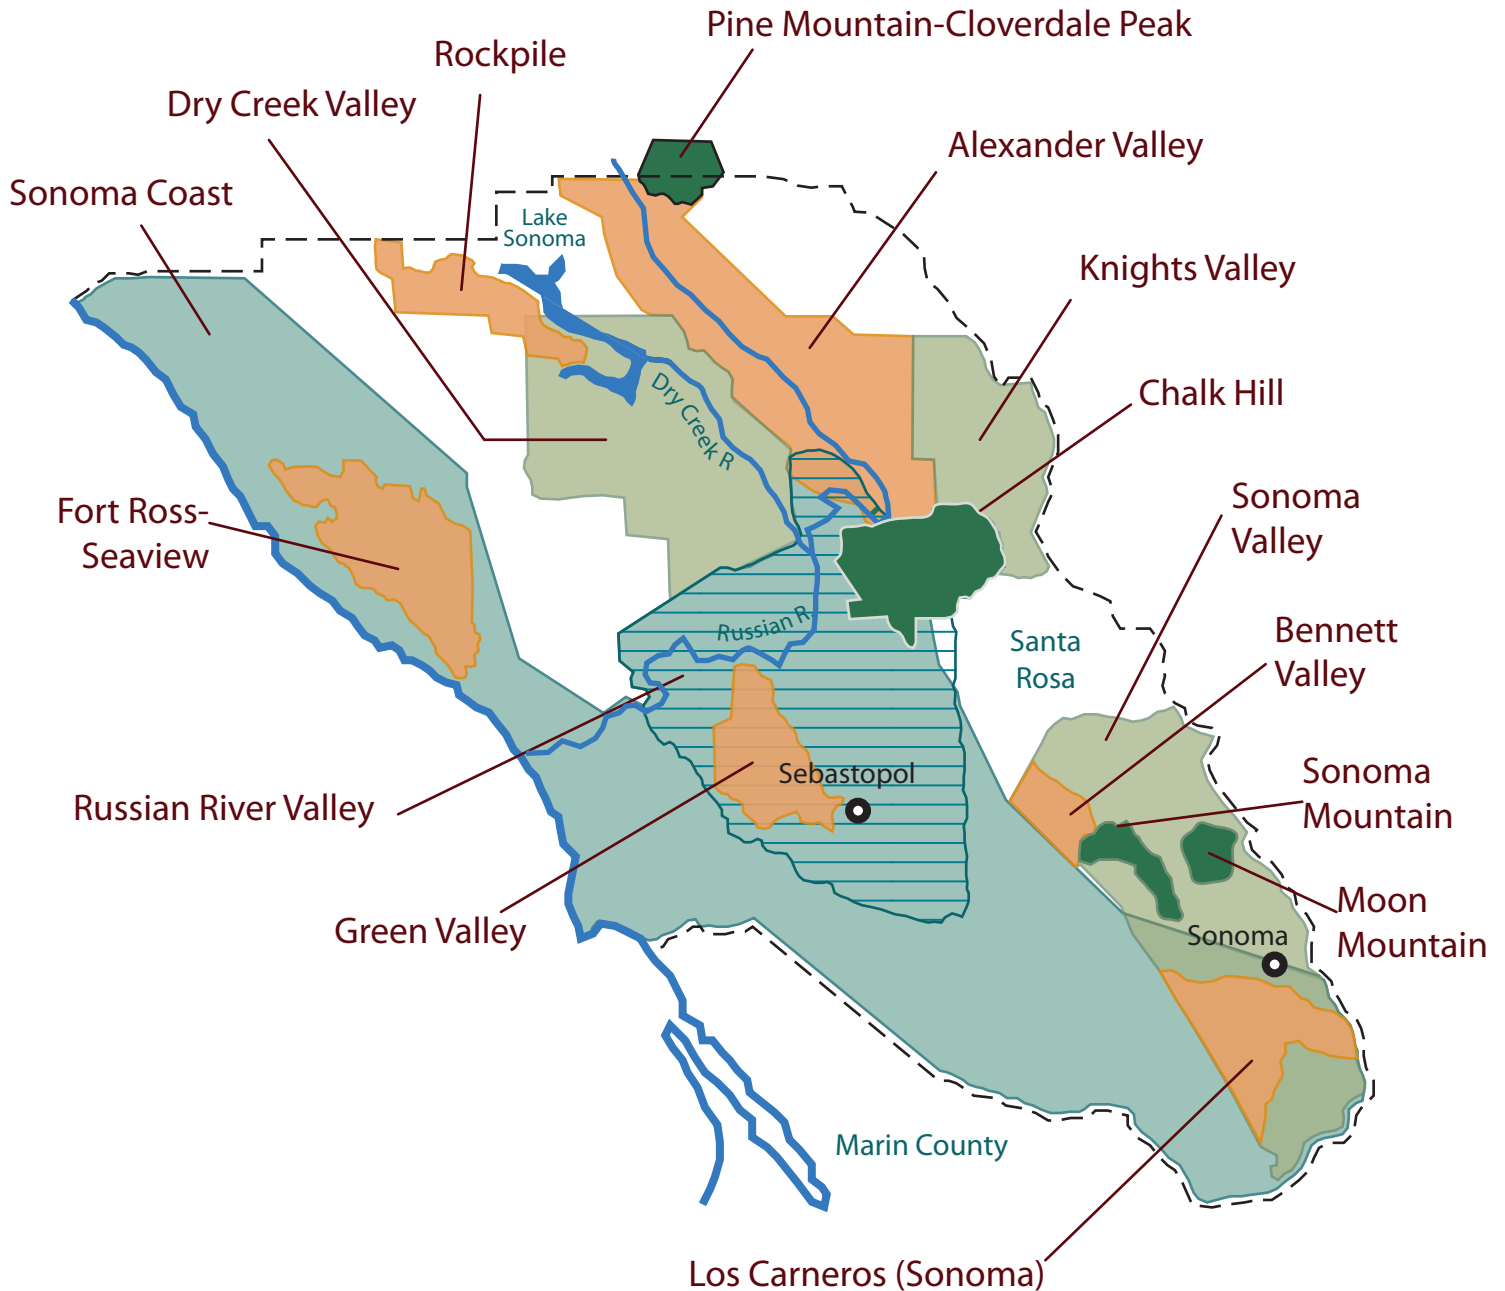 Pine Mountain-Cloverdale Peak
Rockpile
Dry Creek Valley
Alexander Valley
Sonoma Coast
Lake
Sonoma
Knights Valley
Chalk Hill
Dry Creek R
Sonoma
Valley
Fort Ross-
Seaview
Russian R.
Santa
Rosa
Bennett
Valley
Sebastopol
Sonoma
Mountain
Russian River Valley
Moon
Mountain
Green Valley
Sonoma
Marin County
Los Carneros (Sonoma)